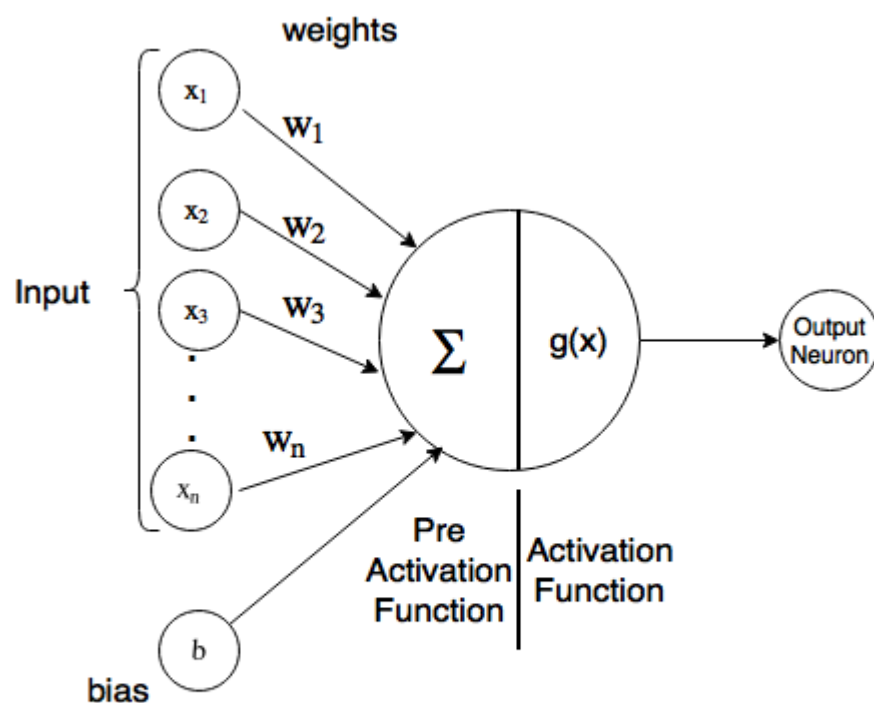 weights
x₁
w₁
x₂
w₂
Input
x₃
w₃
.
.
.
wₙ
xₙ
Σ
g(x)
Output
Neuron
Pre
Activation
Function
Activation
Function
b
bias